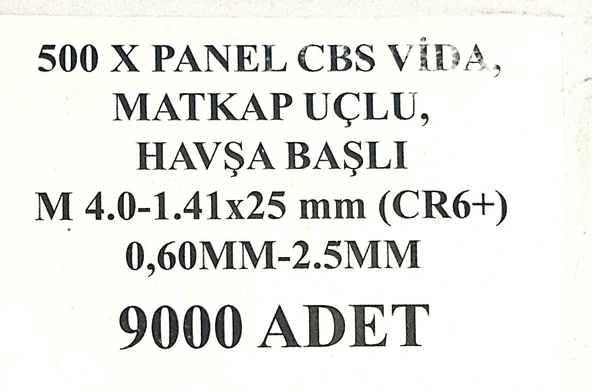 500 X PANEL CBS VİDA,
MATKAP UÇLU,
HAVŞA BAŞLI
M 4.0-1.41x25 mm (CR6+)
0,60MM-2.5MM
9000 ADET